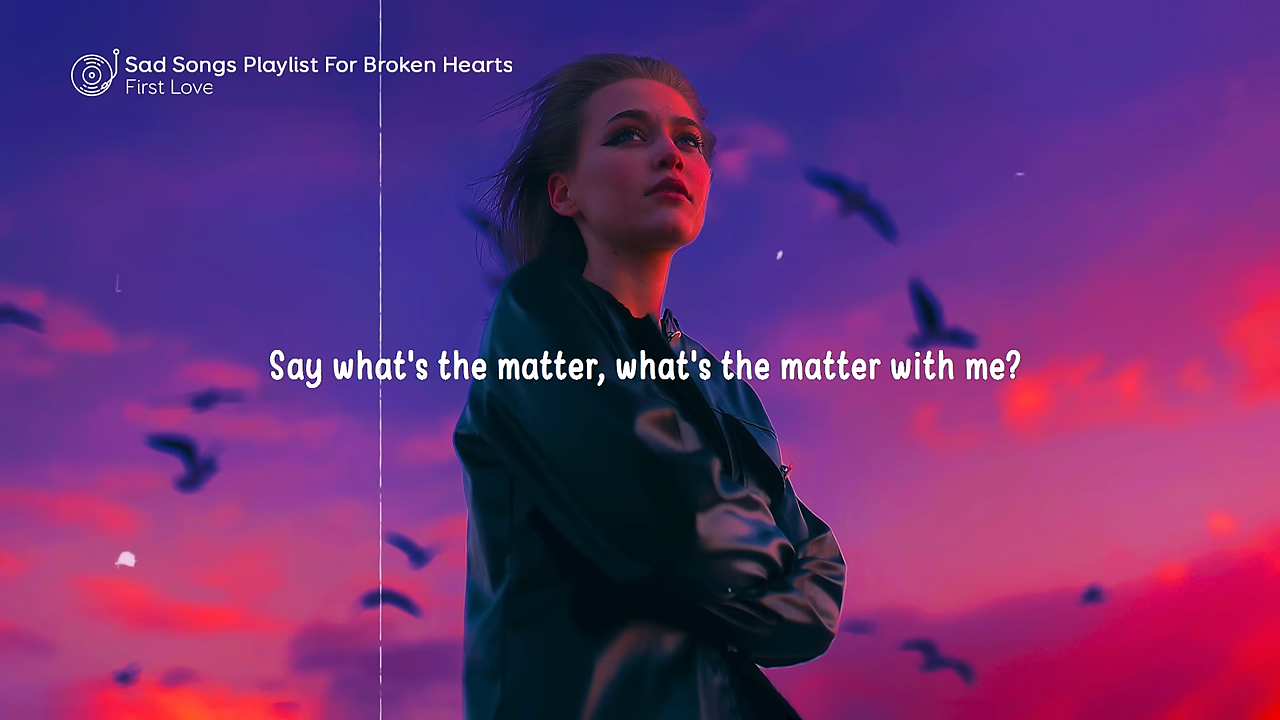 Sad Songs Playlist For Broken Hearts
First Love
Say what's the matter, what's the matter with me?